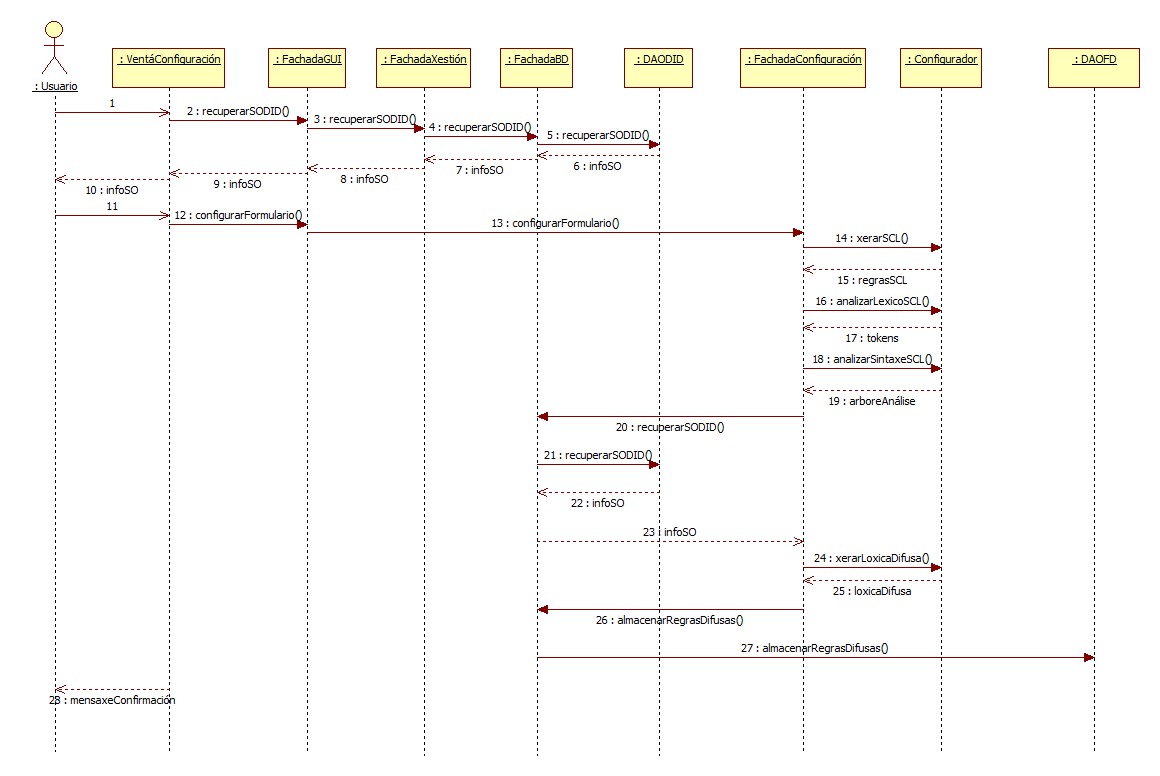 : Usuario
: VentáConfiguración
: FachadaGUI
: FachadaXestión
: FachadaBD
: DAODID
: FachadaConfiguración
: Configurador
: DAOFD
1
2 : recuperarSODID()
3 : recuperarSODID()
4 : recuperarSODID()
5 : recuperarSODID()
6 : infoSO
7 : infoSO
8 : infoSO
9 : infoSO
10 : infoSO
11
12 : configurarFormulario()
13 : configurarFormulario()
14 : xerarSCL()
15 : regrasSCL
16 : analizarLexicoSCL()
17 : tokens
18 : analizarSintaxeSCL()
19 : arboreAnálise
20 : recuperarSODID()
21 : recuperarSODID()
22 : infoSO
23 : infoSO
24 : xerarLoxicaDifusa()
25 : loxicaDifusa
26 : almacenarRegrasDifusas()
27 : almacenarRegrasDifusas()
28 : mensaxeConfirmación